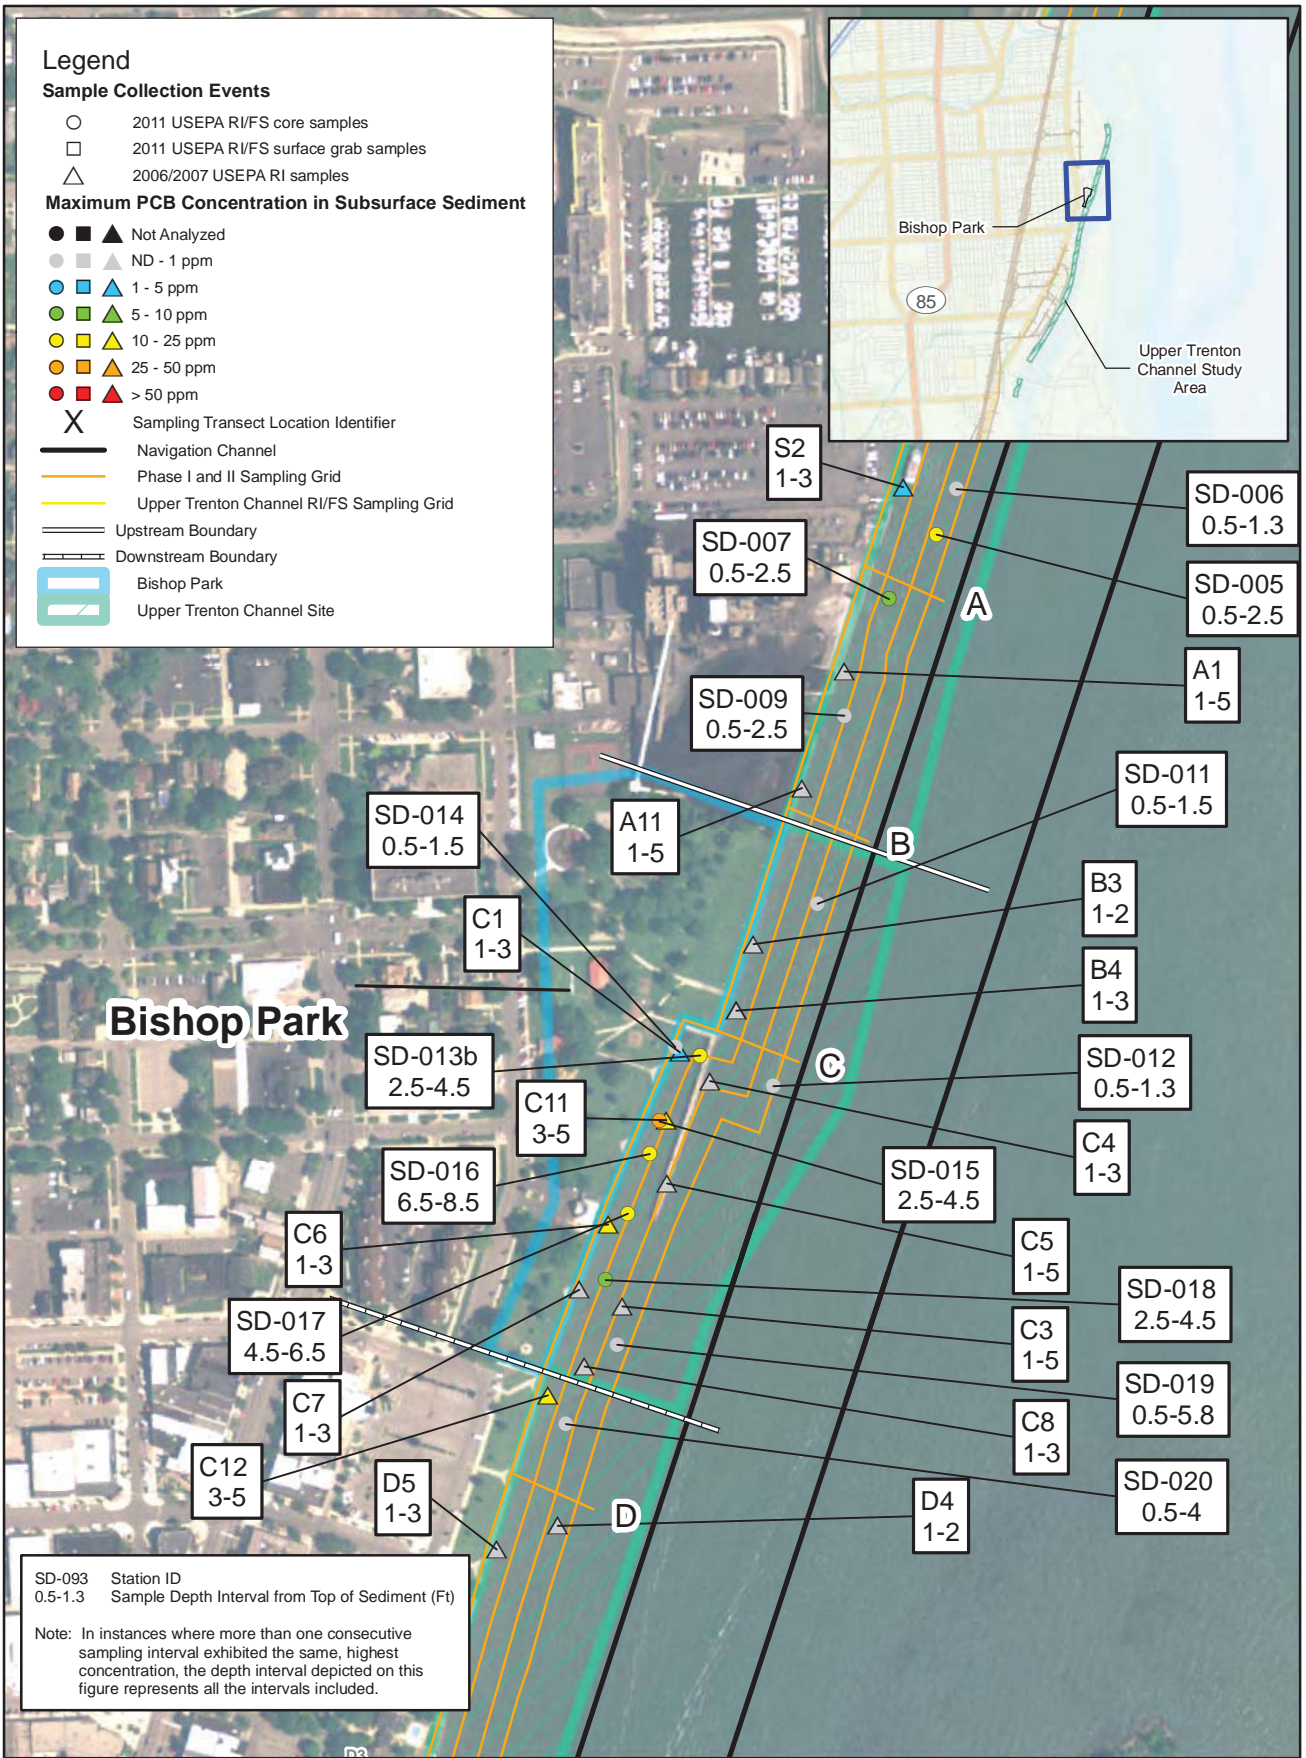 Legend
Sample Collection Events
2011 USEPA RI/FS core samples
2011 USEPA RI/FS surface grab samples
2006/2007 USEPA RI samples
Maximum PCB Concentration in Subsurface Sediment
Not Analyzed
ND - 1 ppm
1 - 5 ppm
5 - 10 ppm
10 - 25 ppm
25 - 50 ppm
> 50 ppm
X Sampling Transect Location Identifier
Navigation Channel
Phase I and II Sampling Grid
Upper Trenton Channel RI/FS Sampling Grid
Upstream Boundary
Downstream Boundary
Bishop Park
Upper Trenton Channel Site
Bishop Park
85
Upper Trenton
Channel Study
Area
S2
1-3
SD-006
0.5-1.3
SD-007
0.5-2.5
SD-005
0.5-2.5
A
A1
1-5
SD-009
0.5-2.5
SD-011
0.5-1.5
SD-014
0.5-1.5
A11
1-5
B
B3
1-2
C1
1-3
B4
1-3
Bishop Park
SD-013b
2.5-4.5
C
SD-012
0.5-1.3
C11
3-5
C4
1-3
SD-016
6.5-8.5
SD-015
2.5-4.5
C6
1-3
C5
1-5
SD-018
2.5-4.5
SD-017
4.5-6.5
C3
1-5
SD-019
0.5-5.8
C7
1-3
C8
1-3
C12
3-5
SD-020
0.5-4
D5
1-3
D4
1-2
D
SD-093 Station ID
0.5-1.3 Sample Depth Interval from Top of Sediment (Ft)
Note: In instances where more than one consecutive
sampling interval exhibited the same, highest
concentration, the depth interval depicted on this
figure represents all the intervals included.
D3